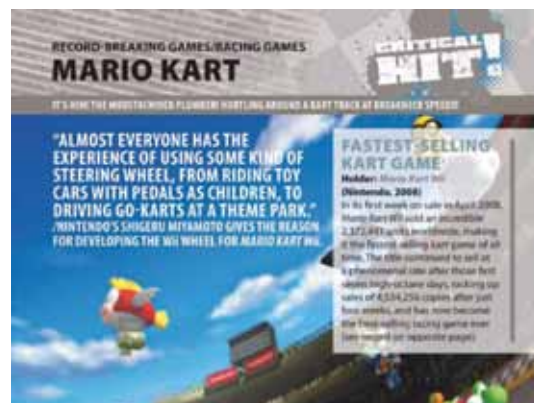 RECORD-BREAKING GAMES/RACING GAMES
MARIO KART
CRITICAL
HIT!
IT'S HIM! THE MOUSTACHIOED PLUMBER! HURTLING AROUND A KART TRACK AT BREAKNECK SPEEDS!
"ALMOST EVERYONE HAS THE
EXPERIENCE OF USING SOME KIND OF
STEERING WHEEL, FROM RIDING TOY
CARS WITH PEDALS AS CHILDREN, TO
DRIVING GO-KARTS AT A THEME PARK."
/NINTENDO'S SHIGERU MIYAMOTO GIVES THE REASON
FOR DEVELOPING THE Wii WHEEL FOR MARIO KART Wii.
FASTEST-SELLING
KART GAME
Holder: Mario Kart Wii
(Nintendo, 2008)
In its first week on sale in April 2008,
Mario Kart Wii sold an incredible
units worldwide, making
it the fastest-selling kart game of all
time. The title continued to sell at
a phenomenal rate after those first
seven high-octane days, racking up
sales of 4,534,256 copies after just
four weeks, and has now become
the best-selling racing game ever
(see record on opposite page).